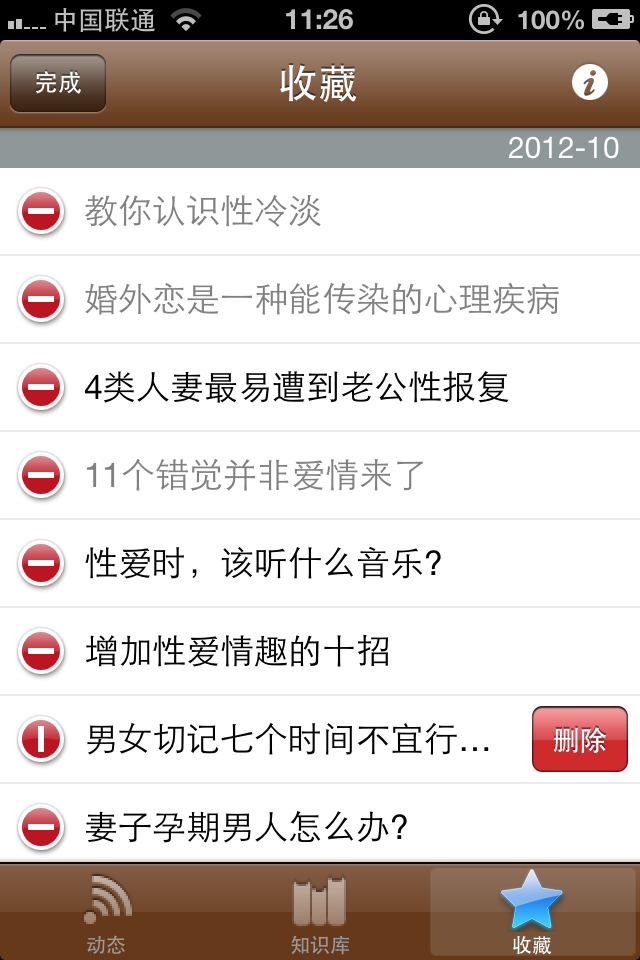 中国联通 11:26 100%
完成 收藏
2012-10
教你认识性冷淡
婚外恋是一种能传染的心理疾病
4类人妻最易遭到老公性报复
11个错觉并非爱情来了
性爱时，该听什么音乐?
增加性爱情趣的十招
男女切记七个时间不宜行... 删除
妻子孕期男人怎么办?
动态 知识库 收藏